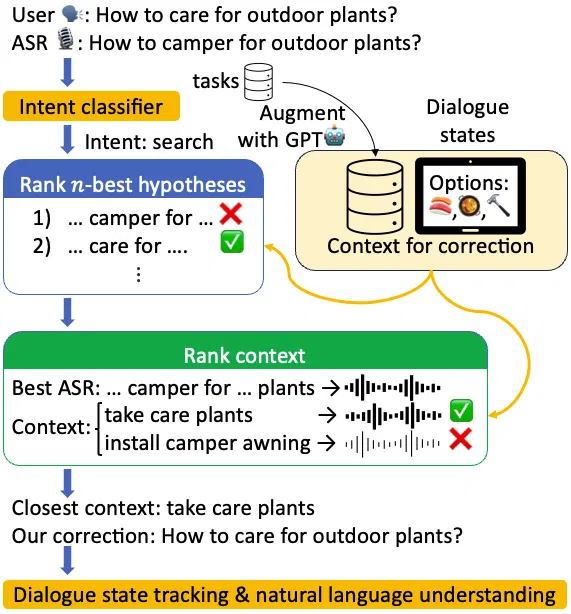 User 🗣️: How to care for outdoor plants?
ASR 🎙️: How to camper for outdoor plants?
Intent classifier
tasks
Augment
with GPT🤖
Dialogue
states
Intent: search
Rank n-best hypotheses
1) ... camper for ... ❌
2) ... care for .... ✅
⋮
Options:
🍣,🥘,🔨
Context for correction
Rank context
Best ASR: ... camper for ... plants →
Context: take care plants → ✅
install camper awning → ❌
Closest context: take care plants
Our correction: How to care for outdoor plants?
Dialogue state tracking & natural language understanding